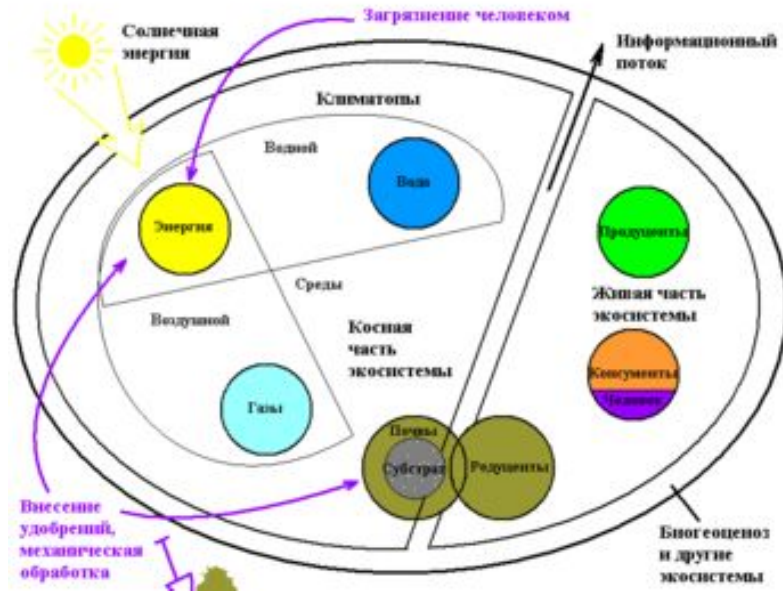 Загрязнение человеком
Солнечная
энергия
Информационный
поток
Климатопы
Водной
Вода
Энергия
Продуценты
Среды
Воздушной
Живая часть
экосистемы
Косная
часть
экосистемы
Консументы
Человек
Газы
Почвы
Субстрат
Редуценты
Внесение
удобрений,
механическая
обработка
Биогеоценоз
и другие
экосистемы